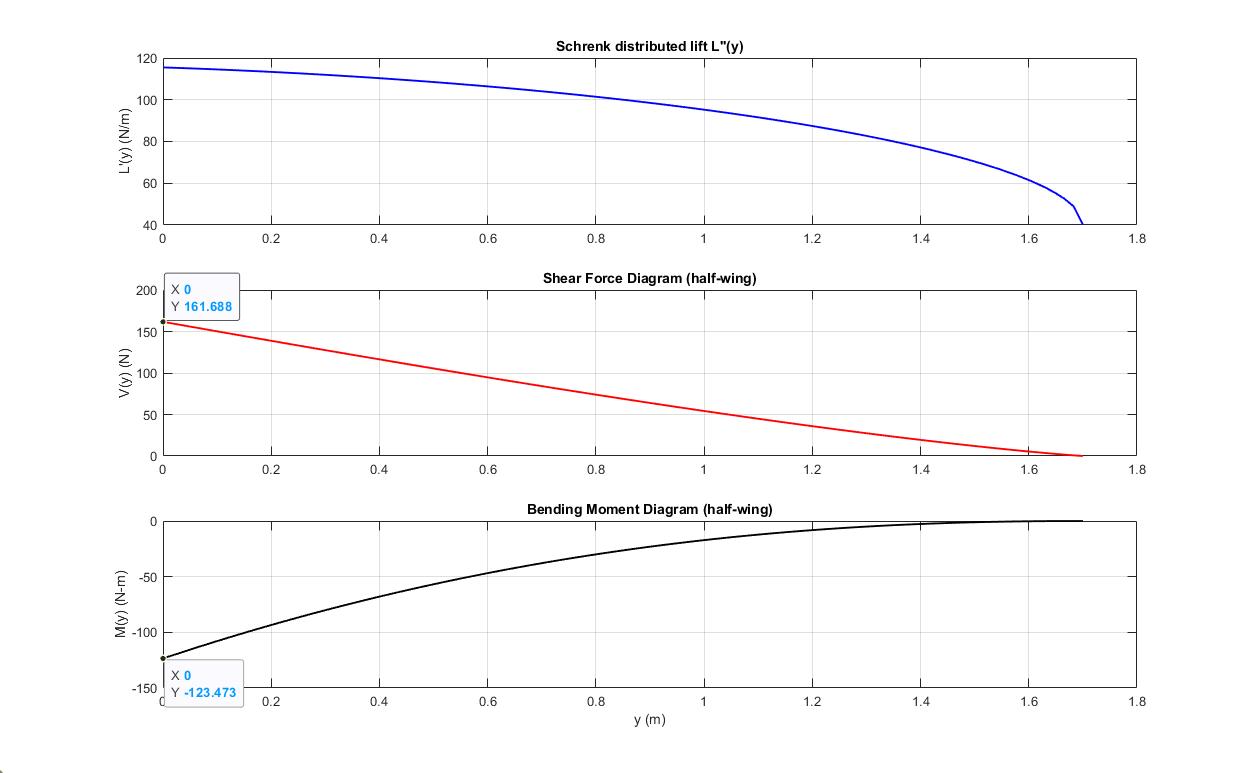 Schrenk distributed lift L"(y)
120
100
80
60
40
L'(y) (N/m)
0 0.2 0.4 0.6 0.8 1 1.2 1.4 1.6 1.8
Shear Force Diagram (half-wing)
X 0
Y 161.688
200
150
100
50
0
V(y) (N)
0 0.2 0.4 0.6 0.8 1 1.2 1.4 1.6 1.8
Bending Moment Diagram (half-wing)
0
-50
-100
-150
M(y) (N-m)
X 0
Y -123.473
0 0.2 0.4 0.6 0.8 1 1.2 1.4 1.6 1.8
y (m)